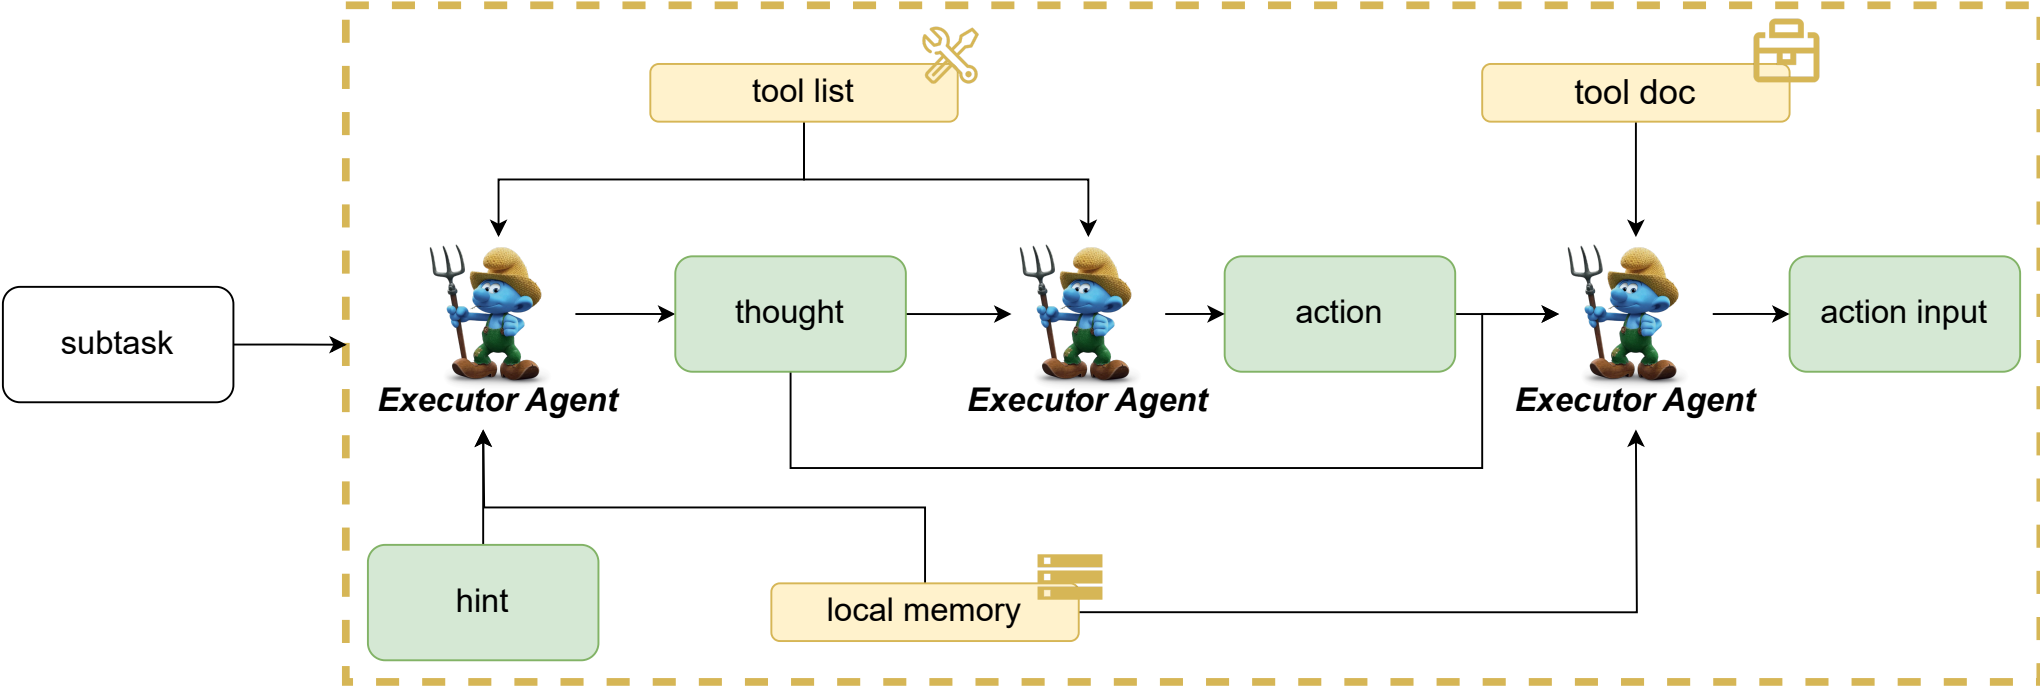 tool list
tool doc
subtask
thought
action
action input
Executor Agent
Executor Agent
Executor Agent
hint
local memory